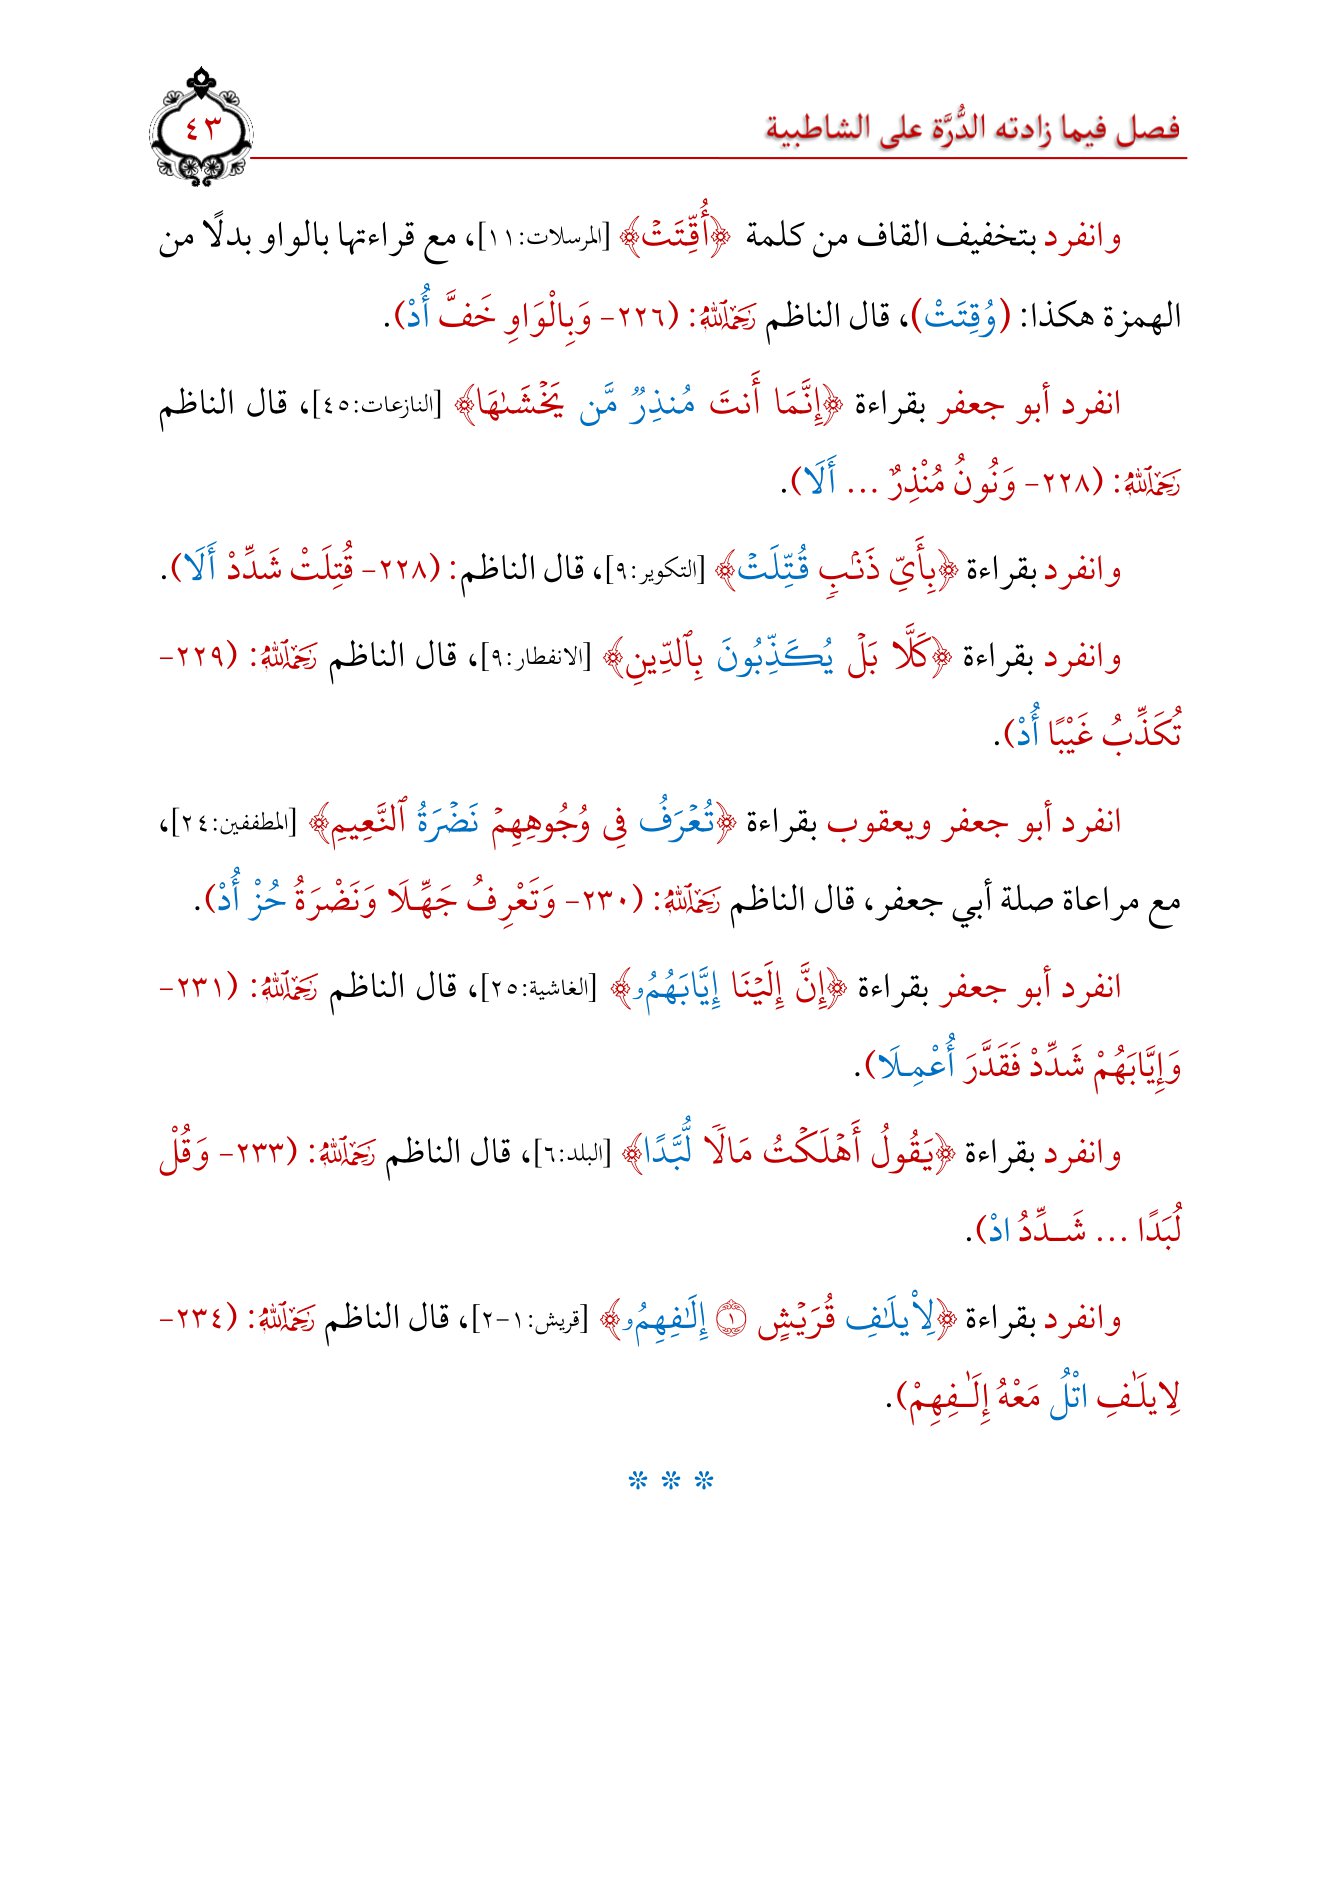 فصل فيما زادته الدُّرَّة على الشاطبية
٤٣
وانفرد بتخفيف القاف من كلمة ﴿أُقِّتَتۡ﴾ [المرسلات:١١]، مع قراءتها بالواو بدلًا من
الهمزة هكذا: (وُقِتَتْ)، قال الناظم رَحِمَهُ ٱللَّهُ: (٢٢٦- وَبِالْوَاوِ خَفَّ أُدْ).
انفرد أبو جعفر بقراءة ﴿إِنَّمَا أَنتَ مُنذِرٞ مَّن يَخۡشَىٰهَا﴾ [النازعات:٤٥]، قال الناظم
رَحِمَهُ ٱللَّهُ: (٢٢٨- وَنُونُ مُنْذِرٌ ... أَلَا).
وانفرد بقراءة ﴿بِأَيِّ ذَنۢبٖ قُتِّلَتۡ﴾ [التكوير:٩]، قال الناظم: (٢٢٨- قُتِلَتْ شَدِّدْ أَلَا).
وانفرد بقراءة ﴿كَلَّا بَلۡ يُكَذِّبُونَ بِٱلدِّينِ﴾ [الانفطار:٩]، قال الناظم رَحِمَهُ ٱللَّهُ: (٢٢٩-
تُكَذِّبُ غَيْبًا أُدْ).
انفرد أبو جعفر ويعقوب بقراءة ﴿تُعۡرَفُ فِي وُجُوهِهِمۡ نَضۡرَةُ ٱلنَّعِيمِ﴾ [المطففين:٢٤]،
مع مراعاة صلة أبي جعفر، قال الناظم رَحِمَهُ ٱللَّهُ: (٢٣٠- وَتَعْرِفُ جَهِّلَا وَنَضْرَةُ حُزْ أُدْ).
انفرد أبو جعفر بقراءة ﴿إِنَّ إِلَيۡنَا إِيَّابَهُمُۥ﴾ [الغاشية:٢٥]، قال الناظم رَحِمَهُ ٱللَّهُ: (٢٣١-
وَإِيَّابَهُمْ شَدِّدْ فَقَدَّرَ أُعْمِلَا).
وانفرد بقراءة ﴿يَقُولُ أَهۡلَكۡتُ مَالٗا لُّبَّدًا﴾ [البلد:٦]، قال الناظم رَحِمَهُ ٱللَّهُ: (٢٣٣- وَقُلْ
لُبَدًا ... شَــدِّدُ ادْ).
وانفرد بقراءة ﴿لِاْيلَٰفِ قُرَيۡشٍ ١ إِلَٰفِهِمُۥ﴾ [قريش:١-٢]، قال الناظم رَحِمَهُ ٱللَّهُ: (٢٣٤-
لِايلَـٰفِ اتْلُ مَعْهُ إِلَـٰفِهِمْ).
* * *